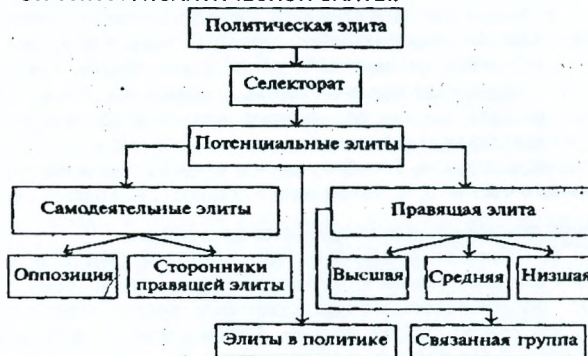 Политическая элита
Селекторат
Потенциальные элиты
Самодеятельные элиты
Правящая элита
Оппозиция
Сторонники
правящей элиты
Высшая
Средняя
Низшая
Элиты в политике
Связанная группа